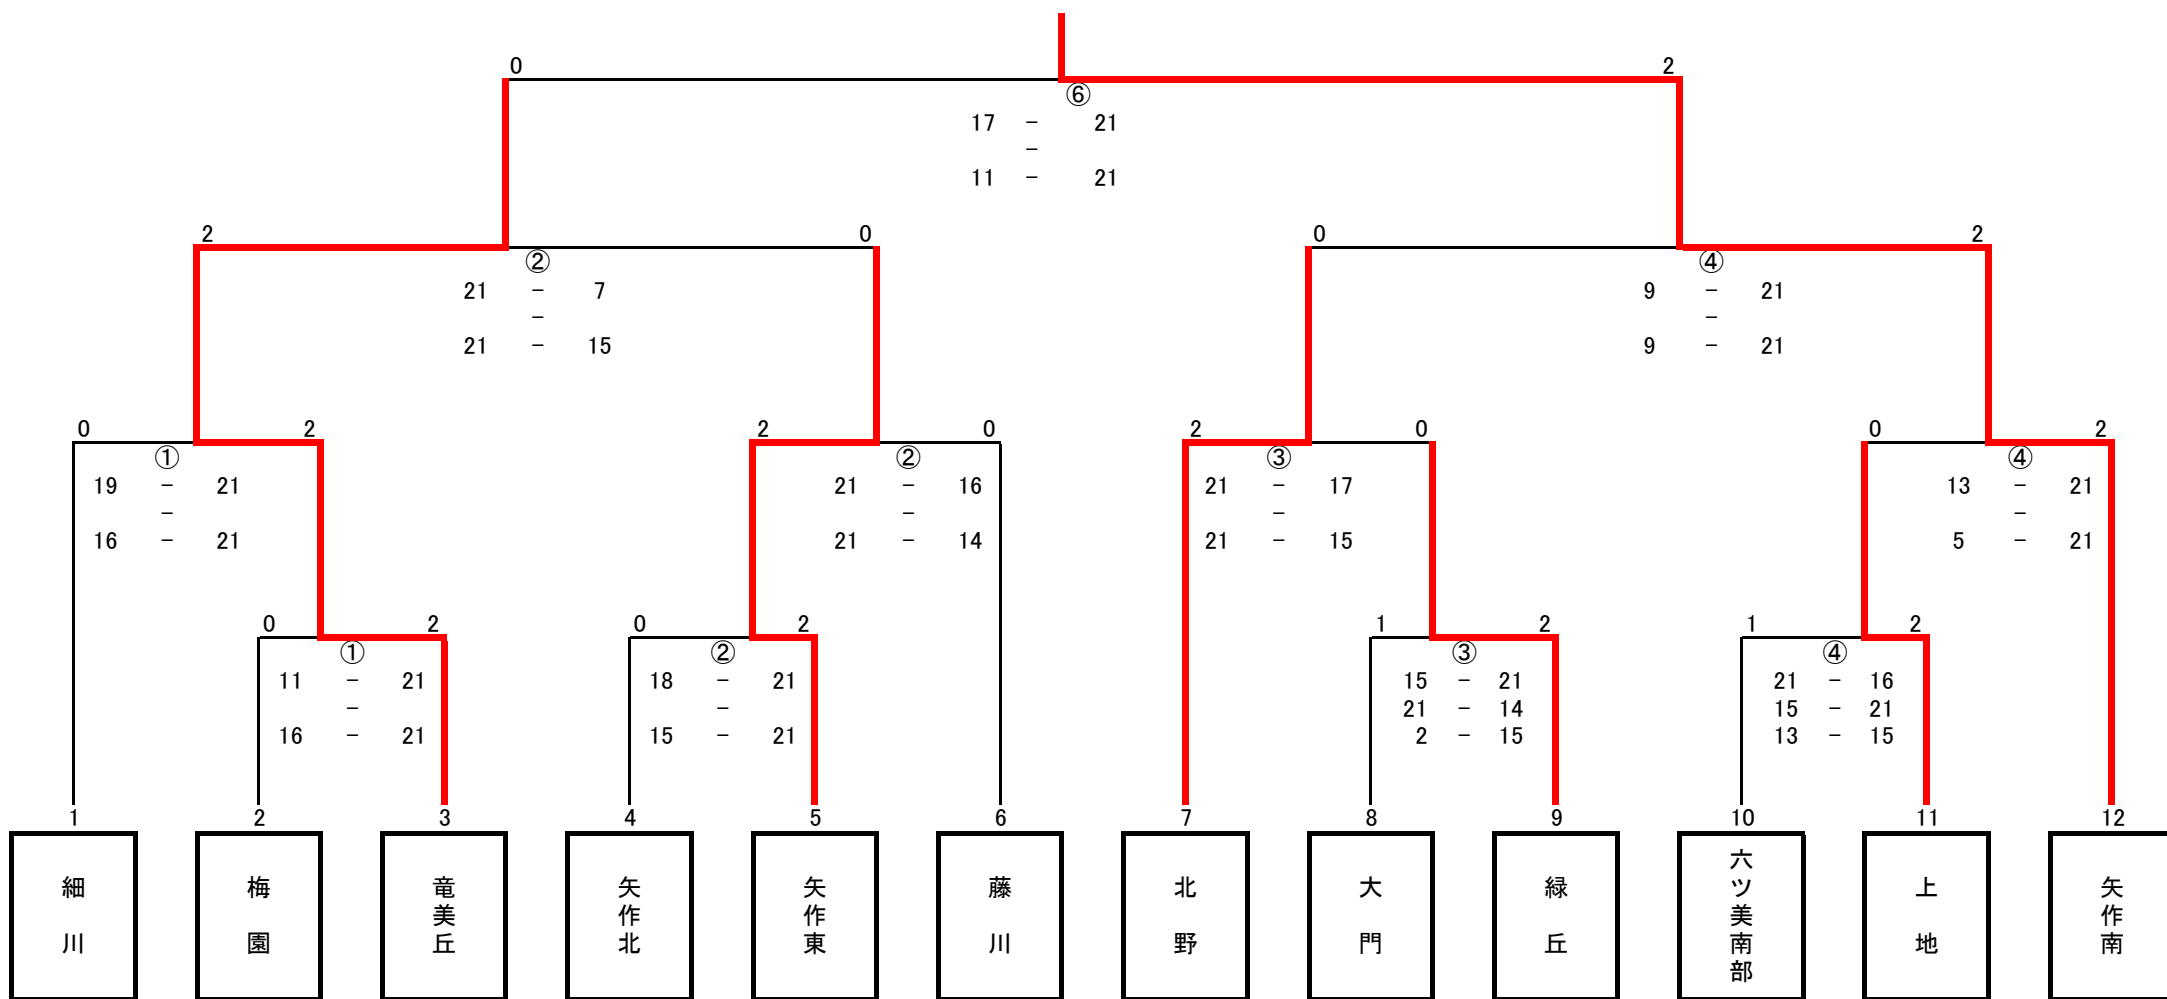 0 2
⑥
17 － 21
－
11 － 21
2 0 0 2
② ④
21 － 7 9 － 21
－ －
21 － 15 9 － 21
0 2 2 0 2 0 0 2
① ② ③ ④
19 － 21 21 － 16 21 － 17 13 － 21
－ － － －
16 － 21 21 － 14 21 － 15 5 － 21
0 2 0 2 1 2 1 2
① ② ③ ④
11 － 21 18 － 21 15 － 21 21 － 16
－ － 21 － 14 15 － 21
16 － 21 15 － 21 2 － 15 13 － 15
1 2 3 4 5 6 7 8 9 10 11 12
細川
梅園
竜美丘
矢作北
矢作東
藤川
北野
大門
緑丘
六ツ美南部
上地
矢作南